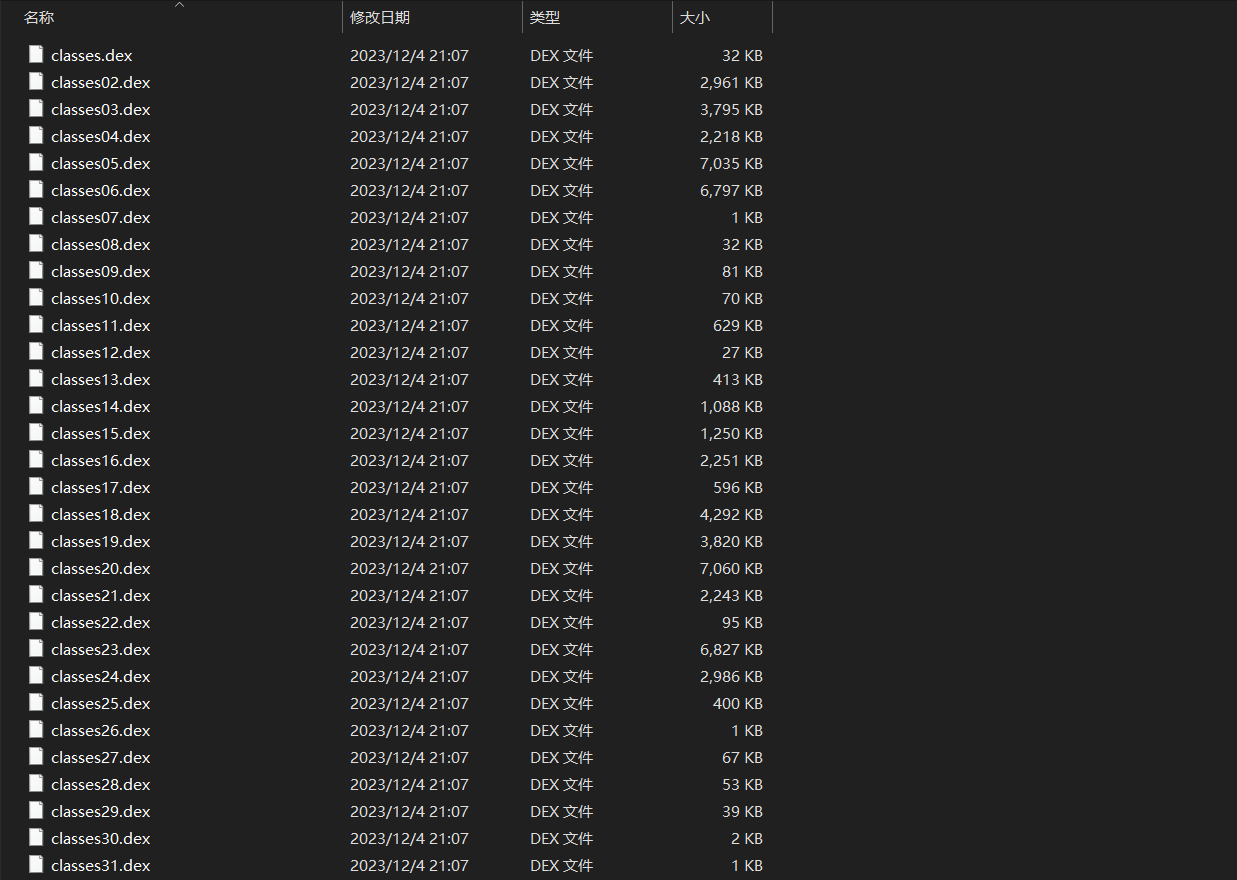 名称 修改日期 类型 大小
classes.dex 2023/12/4 21:07 DEX 文件 32 KB
classes02.dex 2023/12/4 21:07 DEX 文件 2,961 KB
classes03.dex 2023/12/4 21:07 DEX 文件 3,795 KB
classes04.dex 2023/12/4 21:07 DEX 文件 2,218 KB
classes05.dex 2023/12/4 21:07 DEX 文件 7,035 KB
classes06.dex 2023/12/4 21:07 DEX 文件 6,797 KB
classes07.dex 2023/12/4 21:07 DEX 文件 1 KB
classes08.dex 2023/12/4 21:07 DEX 文件 32 KB
classes09.dex 2023/12/4 21:07 DEX 文件 81 KB
classes10.dex 2023/12/4 21:07 DEX 文件 70 KB
classes11.dex 2023/12/4 21:07 DEX 文件 629 KB
classes12.dex 2023/12/4 21:07 DEX 文件 27 KB
classes13.dex 2023/12/4 21:07 DEX 文件 413 KB
classes14.dex 2023/12/4 21:07 DEX 文件 1,088 KB
classes15.dex 2023/12/4 21:07 DEX 文件 1,250 KB
classes16.dex 2023/12/4 21:07 DEX 文件 2,251 KB
classes17.dex 2023/12/4 21:07 DEX 文件 596 KB
classes18.dex 2023/12/4 21:07 DEX 文件 4,292 KB
classes19.dex 2023/12/4 21:07 DEX 文件 3,820 KB
classes20.dex 2023/12/4 21:07 DEX 文件 7,060 KB
classes21.dex 2023/12/4 21:07 DEX 文件 2,243 KB
classes22.dex 2023/12/4 21:07 DEX 文件 95 KB
classes23.dex 2023/12/4 21:07 DEX 文件 6,827 KB
classes24.dex 2023/12/4 21:07 DEX 文件 2,986 KB
classes25.dex 2023/12/4 21:07 DEX 文件 400 KB
classes26.dex 2023/12/4 21:07 DEX 文件 1 KB
classes27.dex 2023/12/4 21:07 DEX 文件 67 KB
classes28.dex 2023/12/4 21:07 DEX 文件 53 KB
classes29.dex 2023/12/4 21:07 DEX 文件 39 KB
classes30.dex 2023/12/4 21:07 DEX 文件 2 KB
classes31.dex 2023/12/4 21:07 DEX 文件 1 KB